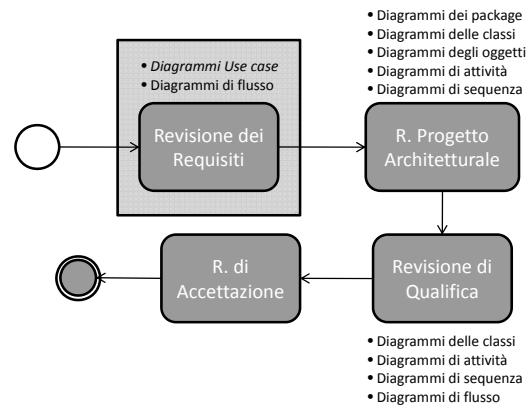 • Diagrammi dei package
• Diagrammi delle classi
• Diagrammi degli oggetti
• Diagrammi di attività
• Diagrammi di sequenza
• Diagrammi Use case
• Diagrammi di flusso
Revisione dei
Requisiti
R. Progetto
Architetturale
R. di
Accettazione
Revisione di
Qualifica
• Diagrammi delle classi
• Diagrammi di attività
• Diagrammi di sequenza
• Diagrammi di flusso